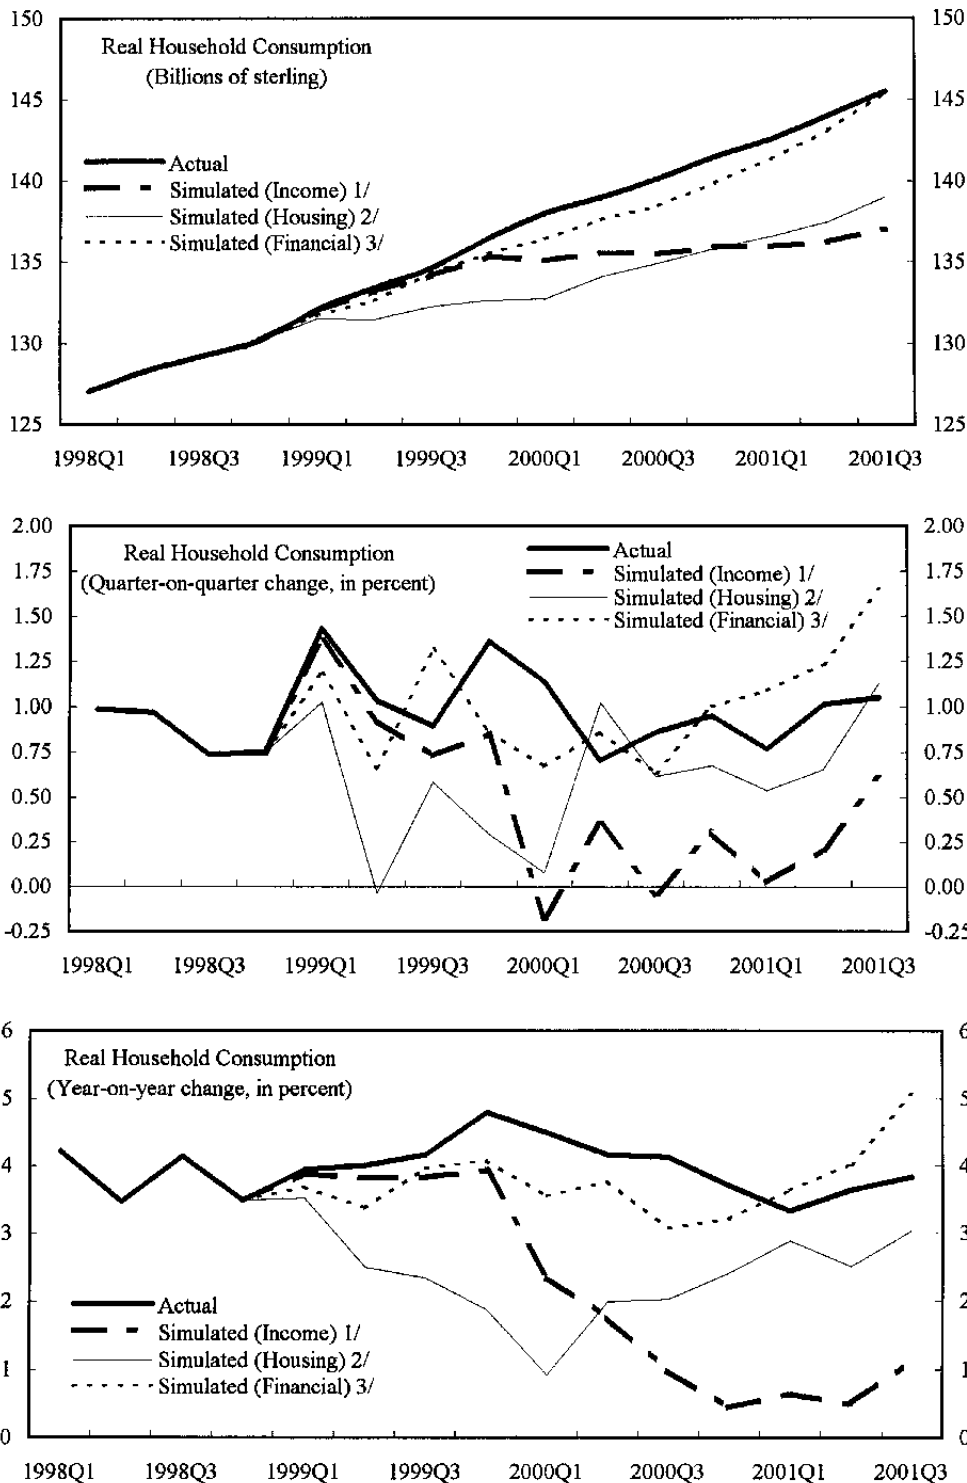 150 150
Real Household Consumption
(Billions of sterling)
145 145
Actual
140 140
Simulated (Income) 1/
Simulated (Housing) 2/
Simulated (Financial) 3/
135 135
130 130
125 125
1998Q1 1998Q3 1999Q1 1999Q3 2000Q1 2000Q3 2001Q1 2001Q3
2.00 2.00
Real Household Consumption
(Quarter-on-quarter change, in percent)
Actual
1.75 Simulated (Income) 1/ 1.75
Simulated (Housing) 2/
1.50 Simulated (Financial) 3/ 1.50
1.25 1.25
1.00 1.00
0.75 0.75
0.50 0.50
0.25 0.25
0.00 0.00
-0.25 -0.25
1998Q1 1998Q3 1999Q1 1999Q3 2000Q1 2000Q3 2001Q1 2001Q3
6 6
Real Household Consumption
(Year-on-year change, in percent)
5 5
4 4
3 3
2 2
Actual
Simulated (Income) 1/
1 Simulated (Housing) 2/ 1
Simulated (Financial) 3/
0 0
1998Q1 1998Q3 1999Q1 1999Q3 2000Q1 2000Q3 2001Q1 2001Q3